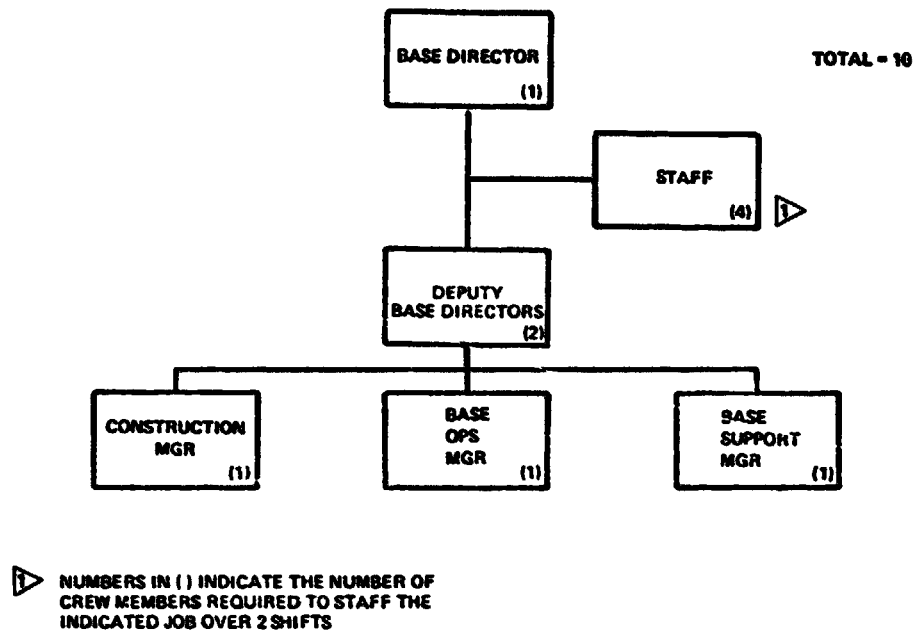 BASE DIRECTOR
(1)
TOTAL = 10
STAFF
(4)
1
DEPUTY
BASE DIRECTORS
(2)
CONSTRUCTION
MGR
(1)
BASE
OPS
MGR
(1)
BASE
SUPPORT
MGR
(1)
1 NUMBERS IN ( ) INDICATE THE NUMBER OF
CREW MEMBERS REQUIRED TO STAFF THE
INDICATED JOB OVER 2 SHIFTS